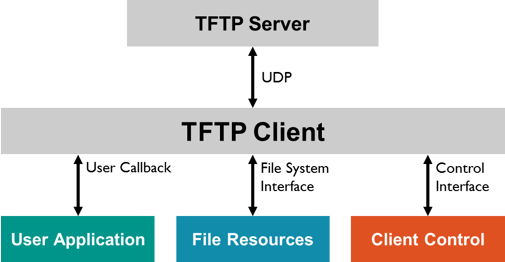 TFTP Server
UDP
TFTP Client
User Callback
File System
Interface
Control
Interface
User Application
File Resources
Client Control